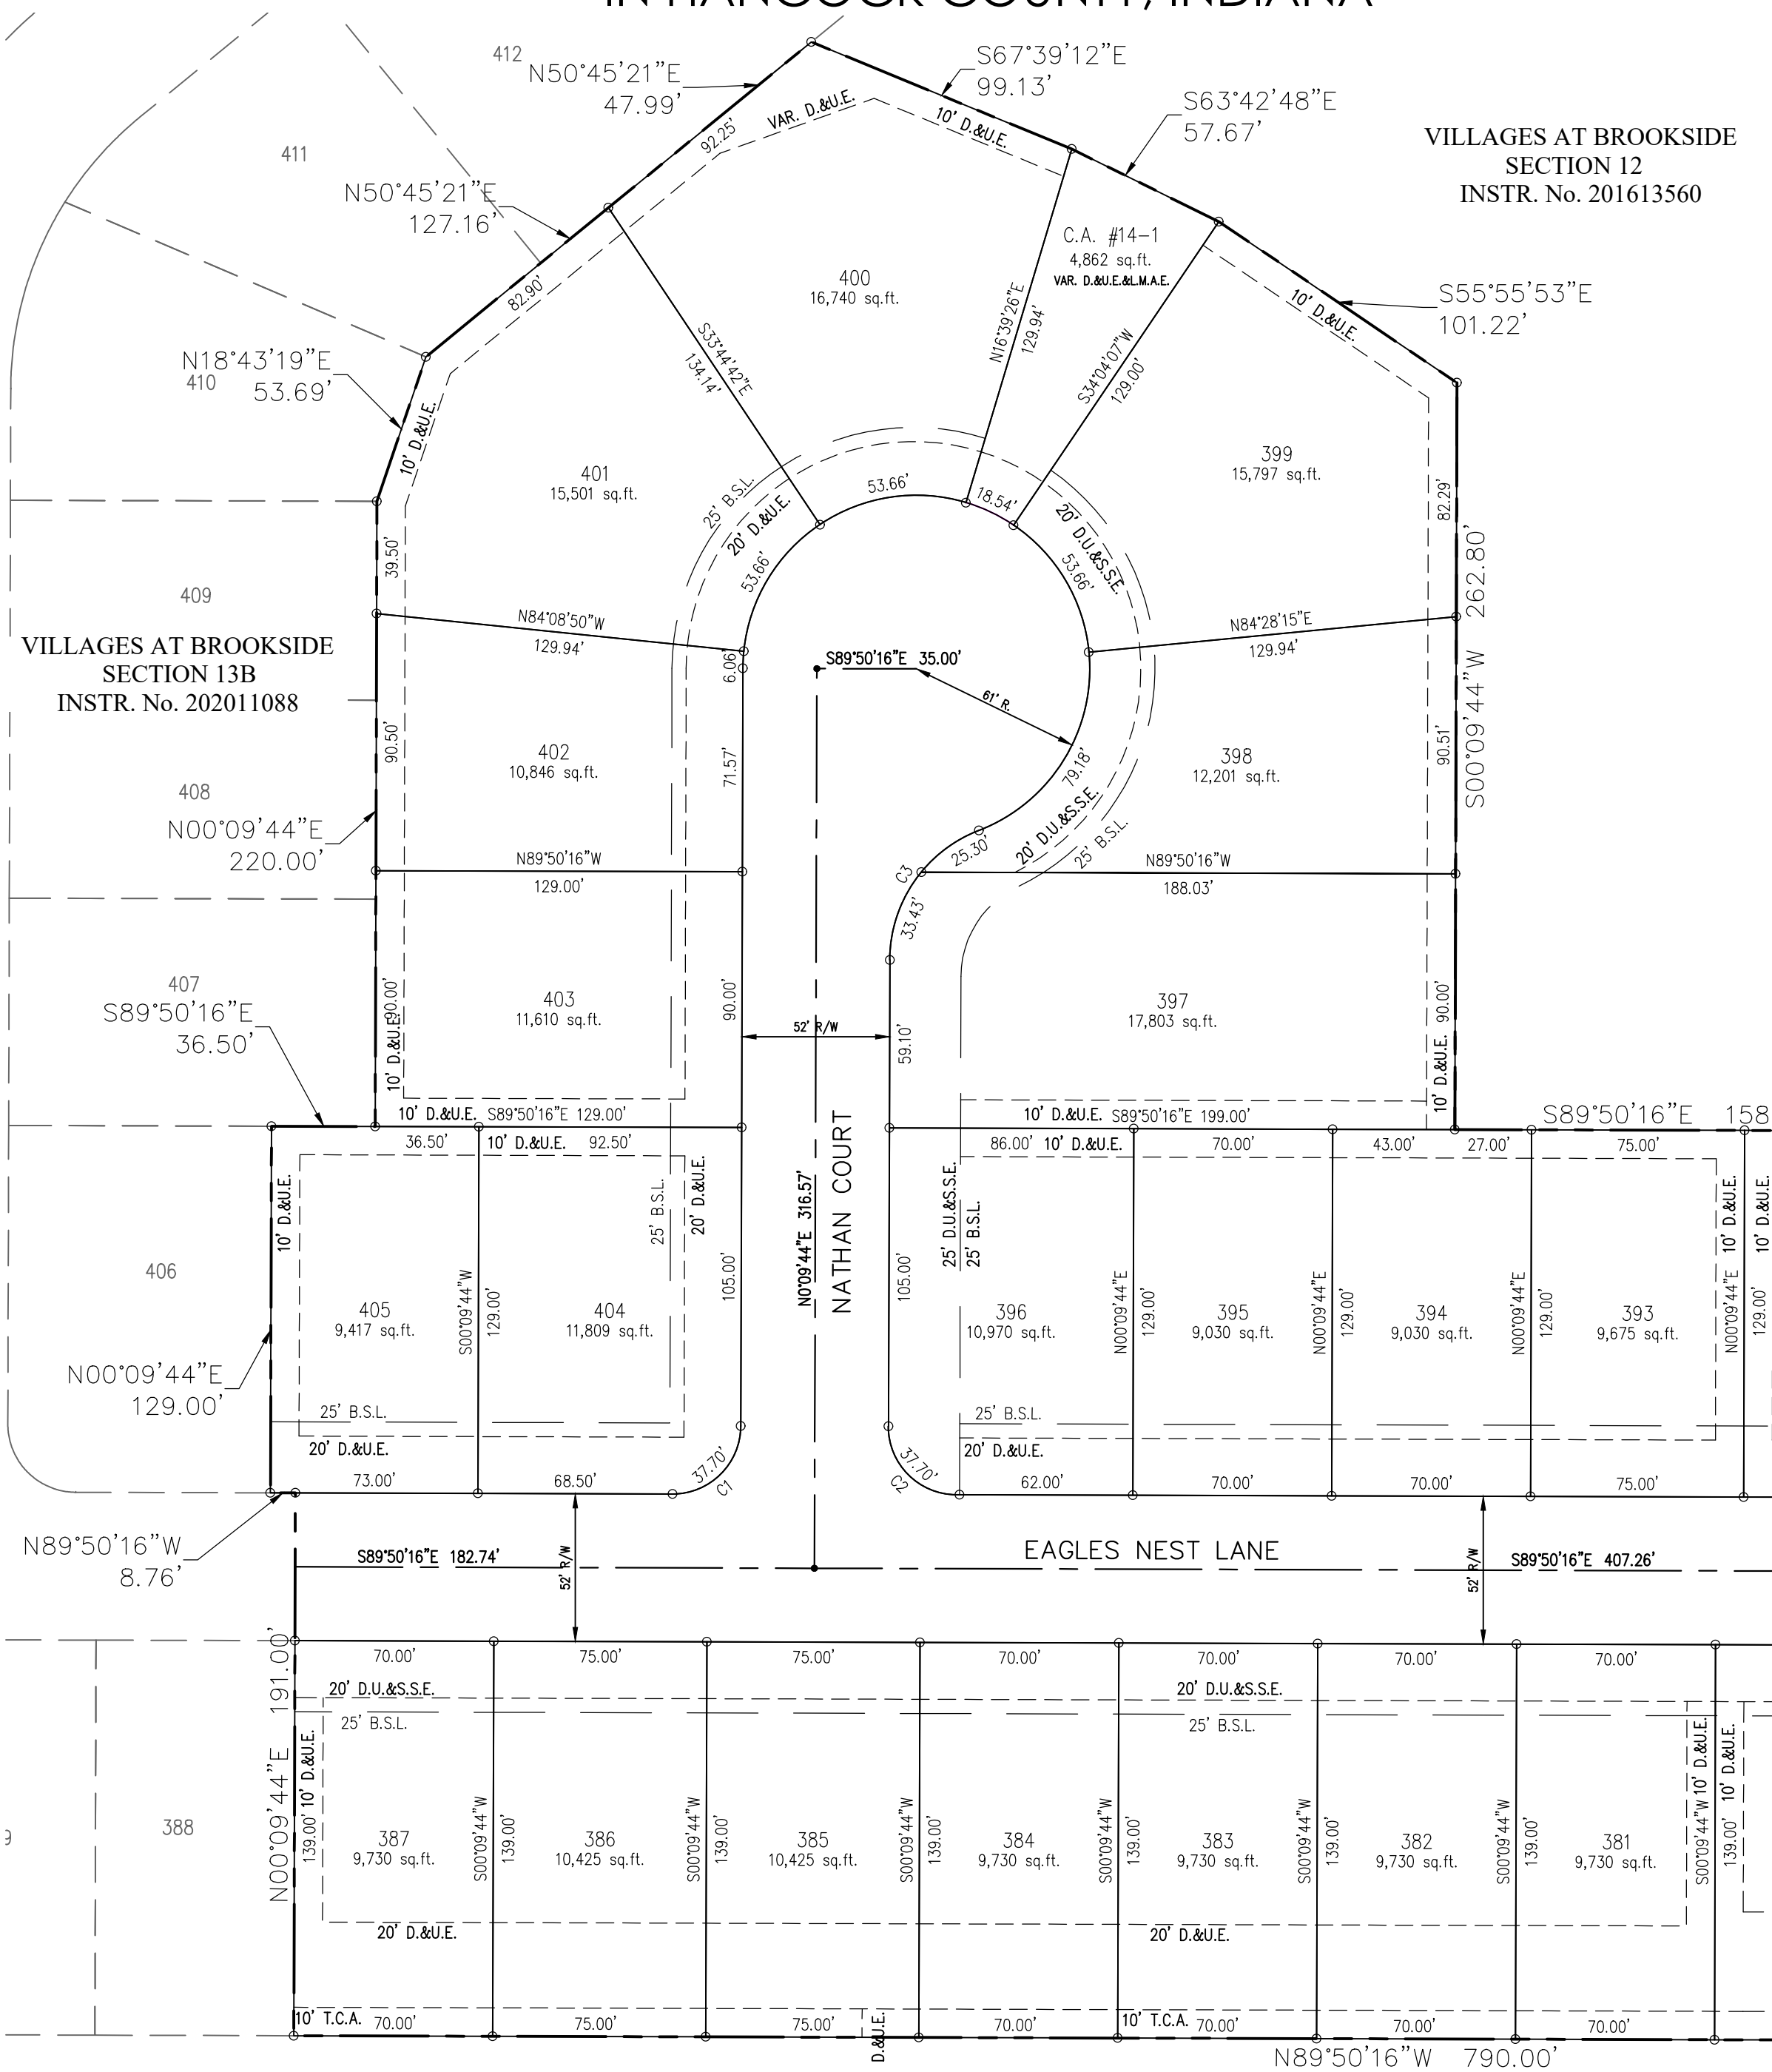 IN HANCOCK COUNTY, INDIANA
412
N50°45'21"E
47.99'
S67°39'12"E
99.13'
S63°42'48"E
57.67'
VILLAGES AT BROOKSIDE
SECTION 12
INSTR. No. 201613560
92.25'
VAR. D.&U.E.
10' D.&U.E.
411
N50°45'21"E
127.16'
82.90'
C.A. #14-1
4,862 sq.ft.
VAR. D.&U.E.&L.M.A.E.
400
16,740 sq.ft.
N16°39'26"E
129.94'
S34°04'07"W
129.00'
10' D.&U.E.
S55°55'53"E
101.22'
S33°44'42"E
134.14'
N18°43'19"E
53.69'
410
10' D.&U.E.
401
15,501 sq.ft.
399
15,797 sq.ft.
25' B.S.L.
20' D.&U.E.
53.66'
53.66'
18.54'
53.66'
20' D.U.&S.S.E.
82.29'
39.50'
409
N84°08'50"W
129.94'
N84°28'15"E
129.94'
S00°09'44"W 262.80'
VILLAGES AT BROOKSIDE
SECTION 13B
INSTR. No. 202011088
6.06'
S89°50'16"E 35.00'
61' R.
90.50'
402
10,846 sq.ft.
71.57'
79.18'
398
12,201 sq.ft.
90.51'
408
N00°09'44"E
220.00'
20' D.U.&S.S.E.
25' B.S.L.
25.30'
C3
33.43'
N89°50'16"W
129.00'
N89°50'16"W
188.03'
407
S89°50'16"E
36.50'
90.00'
10' D.&U.E.
403
11,610 sq.ft.
90.00'
52' R/W
59.10'
397
17,803 sq.ft.
90.00'
10' D.&U.E.
10' D.&U.E. S89°50'16"E 129.00'
10' D.&U.E. S89°50'16"E 199.00'
S89°50'16"E 158
36.50'
10' D.&U.E. 92.50'
86.00' 10' D.&U.E.
70.00'
43.00'
27.00'
75.00'
10' D.&U.E.
25' B.S.L.
20' D.&U.E.
N0°09'44"E 316.57'
NATHAN COURT
25' D.U.&S.S.E.
25' B.S.L.
10' D.&U.E.
10' D.&U.E.
406
405
9,417 sq.ft.
S00°09'44"W
129.00'
404
11,809 sq.ft.
105.00'
105.00'
396
10,970 sq.ft.
N00°09'44"E
129.00'
395
9,030 sq.ft.
N00°09'44"E
129.00'
394
9,030 sq.ft.
N00°09'44"E
129.00'
393
9,675 sq.ft.
N00°09'44"E
129.00'
N00°09'44"E
129.00'
25' B.S.L.
20' D.&U.E.
25' B.S.L.
20' D.&U.E.
73.00'
68.50'
37.70'
C1
37.70'
C2
62.00'
70.00'
70.00'
75.00'
N89°50'16"W
8.76'
S89°50'16"E 182.74'
52' R/W
EAGLES NEST LANE
52' R/W
S89°50'16"E 407.26'
70.00'
75.00'
75.00'
70.00'
70.00'
70.00'
70.00'
20' D.U.&S.S.E.
20' D.U.&S.S.E.
25' B.S.L.
25' B.S.L.
N00°09'44"E 191.00'
388
9
139.00'
10' D.&U.E.
387
9,730 sq.ft.
S00°09'44"W
139.00'
386
10,425 sq.ft.
S00°09'44"W
139.00'
385
10,425 sq.ft.
S00°09'44"W
139.00'
384
9,730 sq.ft.
S00°09'44"W
139.00'
383
9,730 sq.ft.
S00°09'44"W
139.00'
382
9,730 sq.ft.
S00°09'44"W
139.00'
381
9,730 sq.ft.
S00°09'44"W
10' D.&U.E.
139.00'
10' D.&U.E.
20' D.&U.E.
20' D.&U.E.
10' T.C.A.
70.00'
75.00'
75.00'
D.&U.E.
70.00'
10' T.C.A.
70.00'
70.00'
70.00'
N89°50'16"W 790.00'